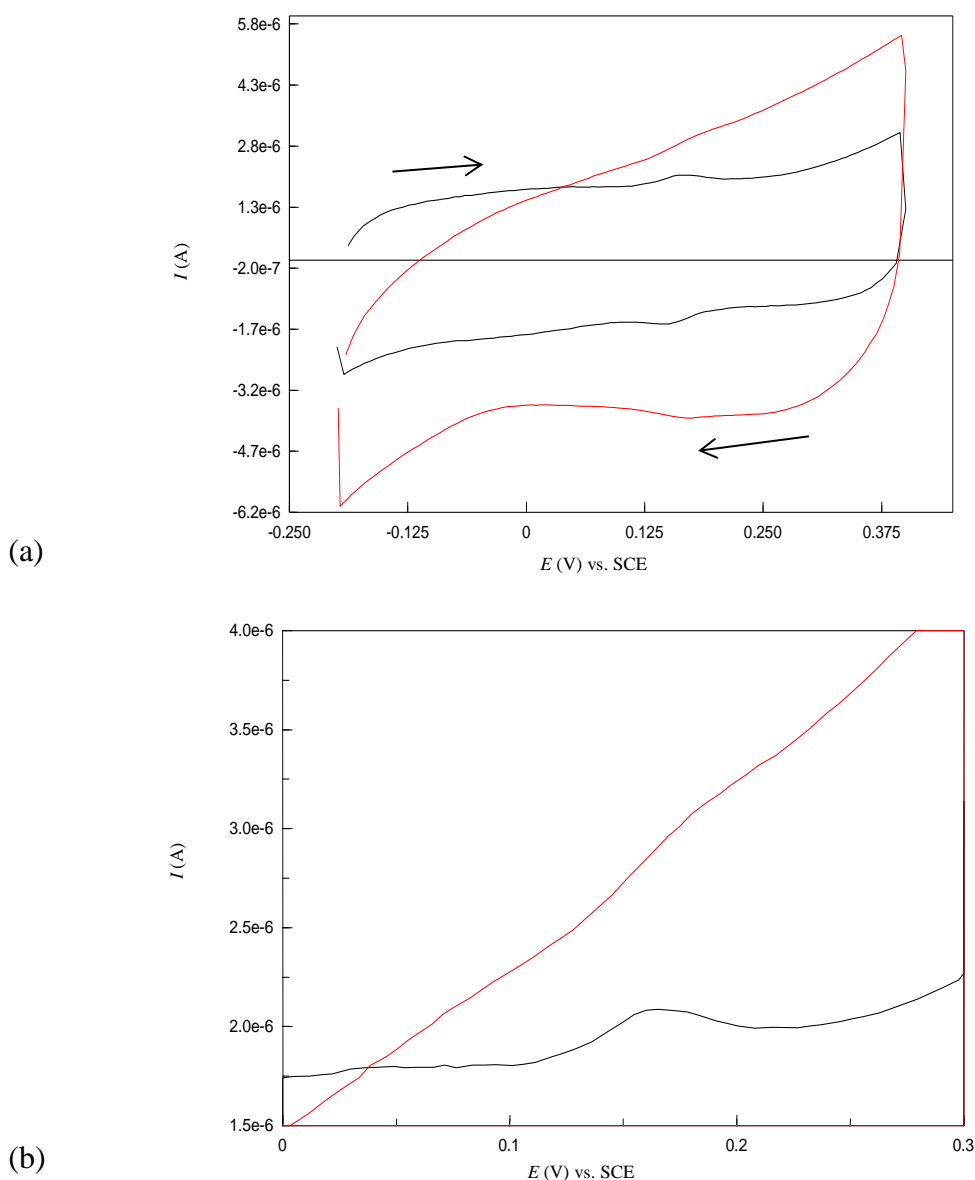 5.8e-6
4.3e-6
2.8e-6
1.3e-6
-2.0e-7
-1.7e-6
-3.2e-6
-4.7e-6
-6.2e-6
I (A)
-0.250 -0.125 0 0.125 0.250 0.375
E (V) vs. SCE
(a)
4.0e-6
3.5e-6
3.0e-6
2.5e-6
2.0e-6
1.5e-6
I (A)
0 0.1 0.2 0.3
E (V) vs. SCE
(b)